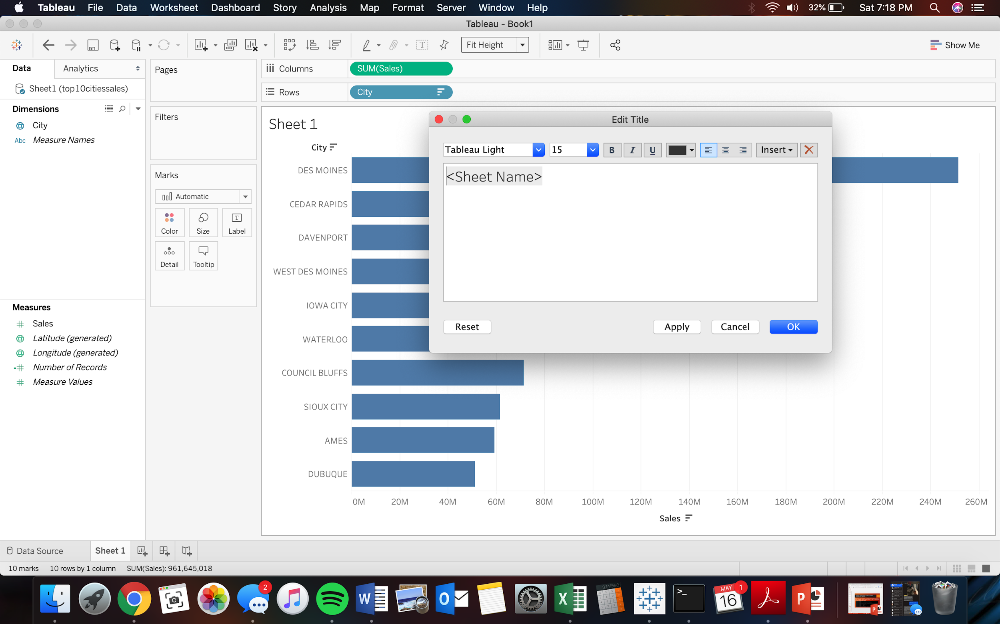 Tableau File Data Worksheet Dashboard Story Analysis Map Format Server Window Help 32% Sat 7:18 PM
Tableau - Book1
Fit Height Show Me
Data Analytics
Sheet1 (top10citiessales)
Dimensions
City
Abc Measure Names
Measures
Sales
Latitude (generated)
Longitude (generated)
Number of Records
Measure Values
Pages
Filters
Marks
Automatic
Color Size Label
Detail Tooltip
Columns SUM(Sales)
Rows City
Sheet 1
City
DES MOINES
CEDAR RAPIDS
DAVENPORT
WEST DES MOINES
IOWA CITY
WATERLOO
COUNCIL BLUFFS
SIOUX CITY
AMES
DUBUQUE
0M 20M 40M 60M 80M 100M 120M 140M 160M 180M 200M 220M 240M 260M
Sales
Edit Title
Tableau Light 15 B I U Insert
<Sheet Name>
Reset Apply Cancel OK
Data Source Sheet 1
10 marks 10 rows by 1 column SUM(Sales): 961,645,018
2 W O X 3.141593 >_ MAY 16 1 P P